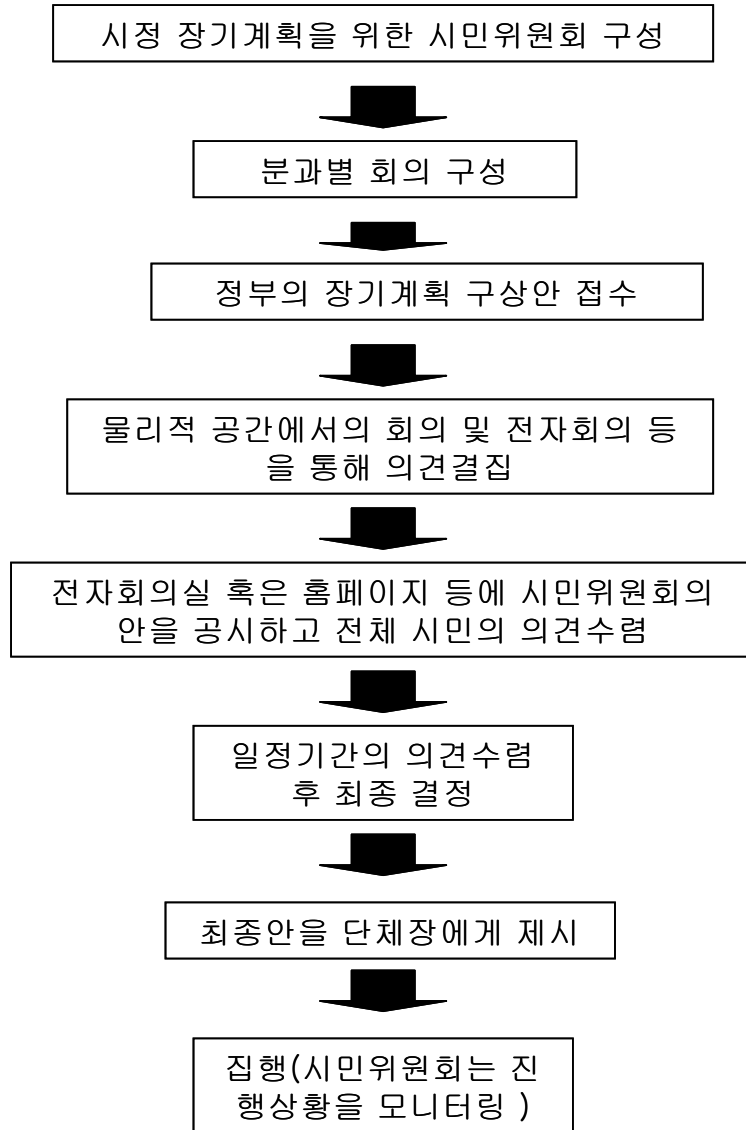 시정 장기계획을 위한 시민위원회 구성
분과별 회의 구성
정부의 장기계획 구상안 접수
물리적 공간에서의 회의 및 전자회의 등
을 통해 의견결집
전자회의실 혹은 홈페이지 등에 시민위원회의
안을 공시하고 전체 시민의 의견수렴
일정기간의 의견수렴
후 최종 결정
최종안을 단체장에게 제시
집행(시민위원회는 진
행상황을 모니터링 )